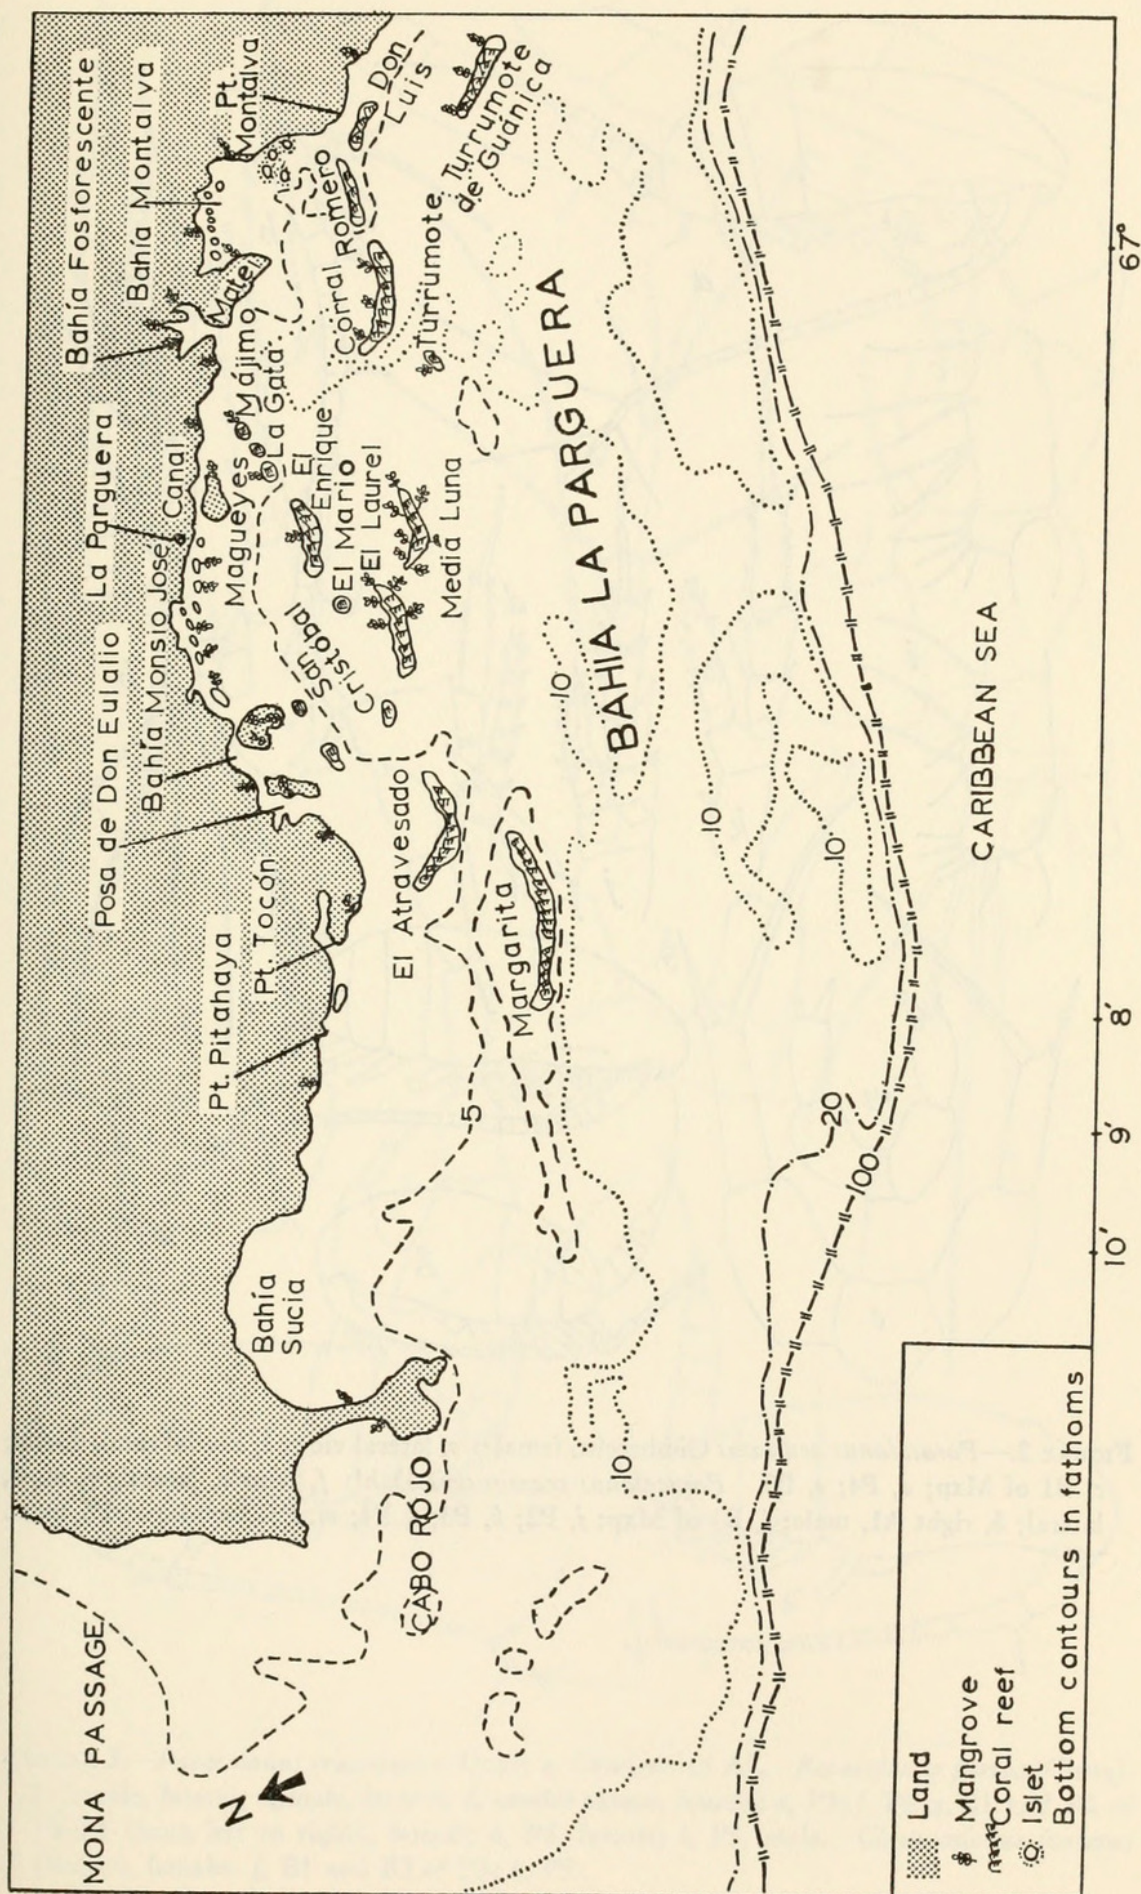 MONA PASSAGE
N
CABO ROJO
Bahía
Sucia
Pt. Pitahaya
Pt. Tocón
Posa de Don Eulalio
Bahía Monsio José
La Parguera
Canal
Bahía Fosforescente
Bahía Montalva
Pt.
Montalva
Matei
Magueyes
Májimo
La Gata
El
Enrique
El Mario
El Laurel
Media Luna
San
Cristobal
El Atravesado
Margarita
Corral
Romero
Don
Luis
Turrumote
Turrumote
de Guánica
BAHIA LA PARGUERA
CARIBBEAN SEA
5
10
10
10
10
20
100
10'
9'
8'
67°
Land
Mangrove
Coral reef
Islet
Bottom contours in fathoms